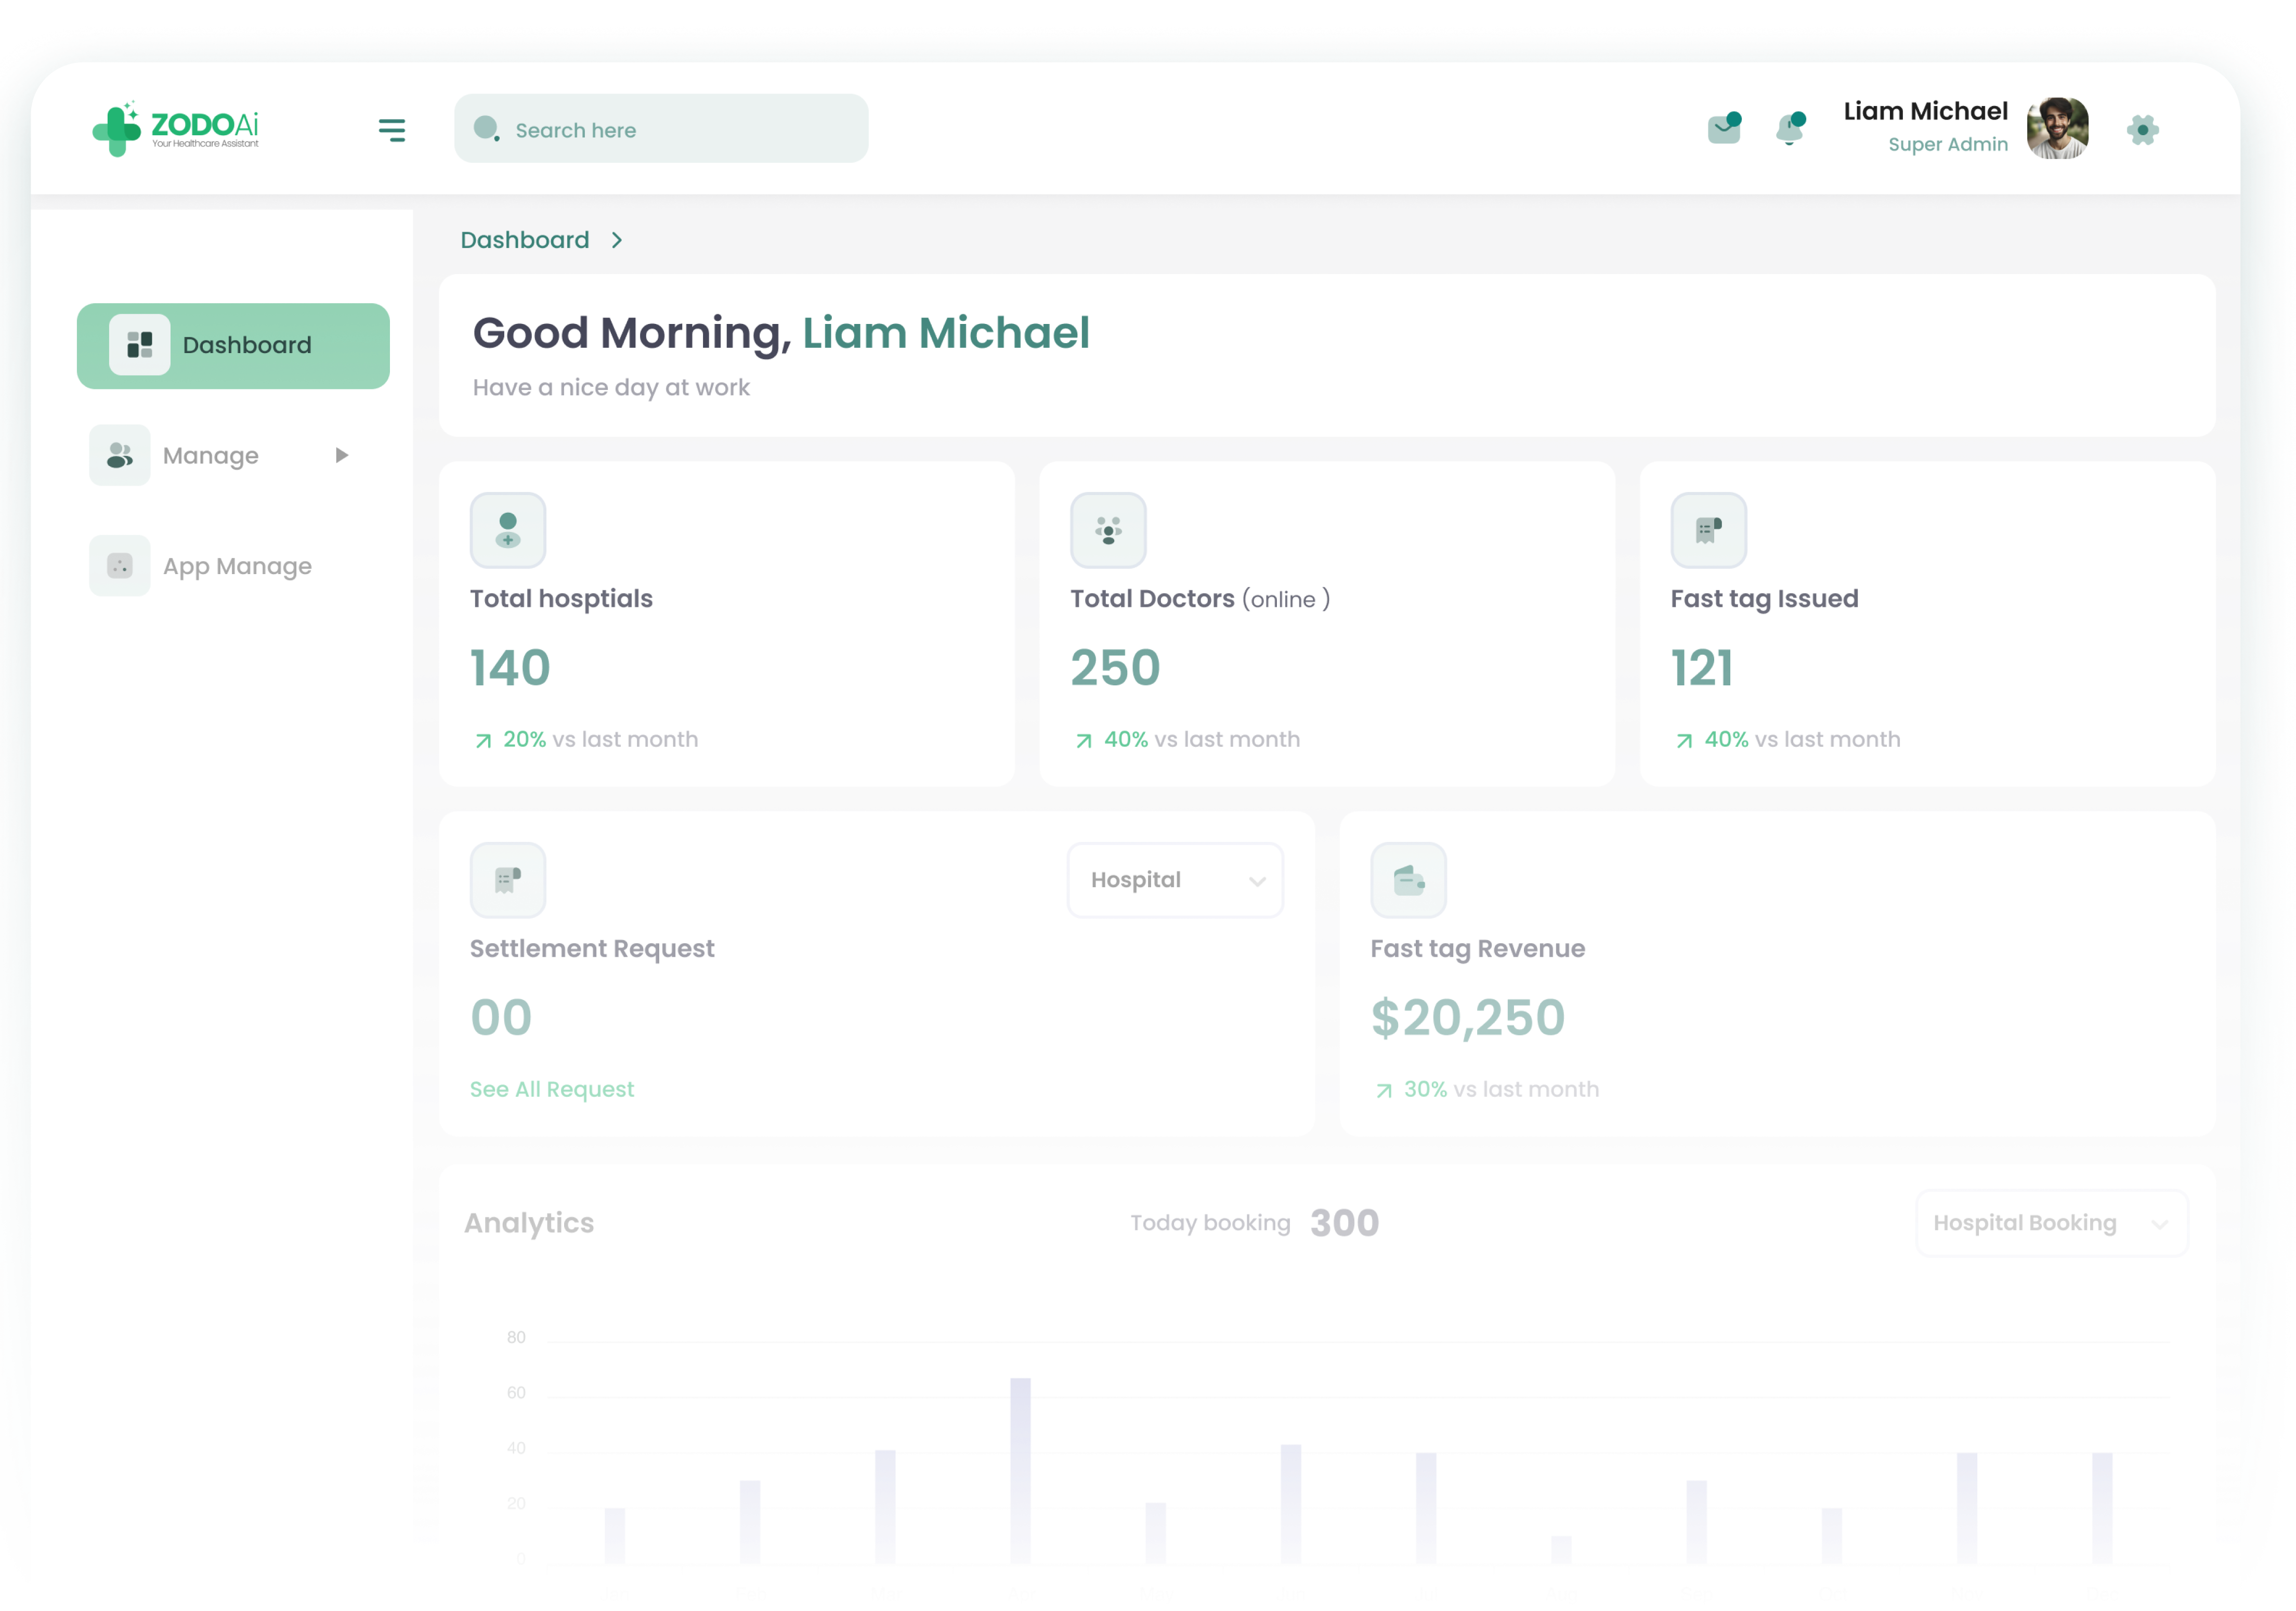 ZODOAi
Your Healthcare Assistant
Search here
Liam Michael
Super Admin
Dashboard
Dashboard
Manage
App Manage
Good Morning, Liam Michael
Have a nice day at work
Total hosptials
140
20% vs last month
Total Doctors (online )
250
40% vs last month
Fast tag Issued
121
40% vs last month
Settlement Request
Hospital
00
See All Request
Fast tag Revenue
$20,250
30% vs last month
Analytics
Today booking 300
Hospital Booking
80
60
40
20
0